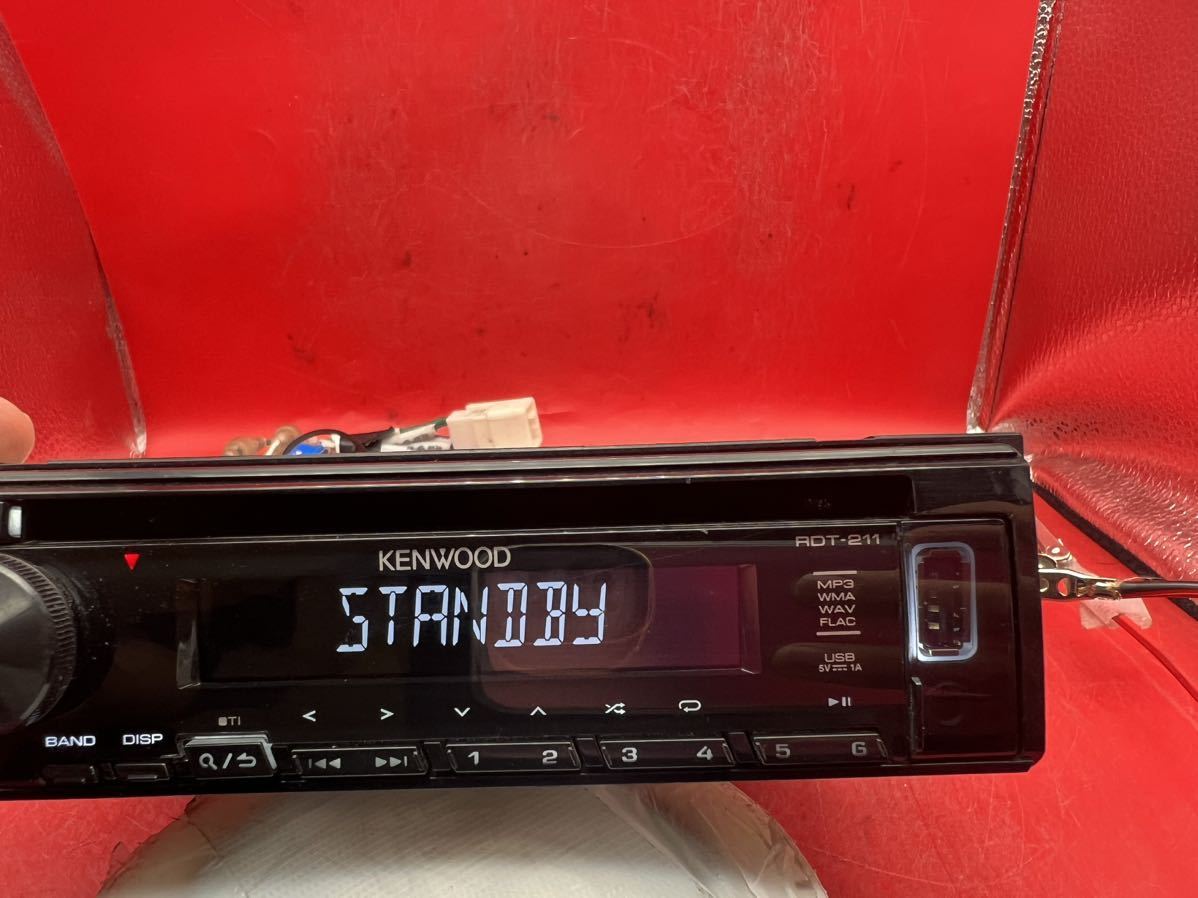 KENWOOD
RDT-211
STANDBY
MP3
WMA
WAV
FLAC
USB
5V 1A
TI
BAND DISP
1 2 3 4 5 6